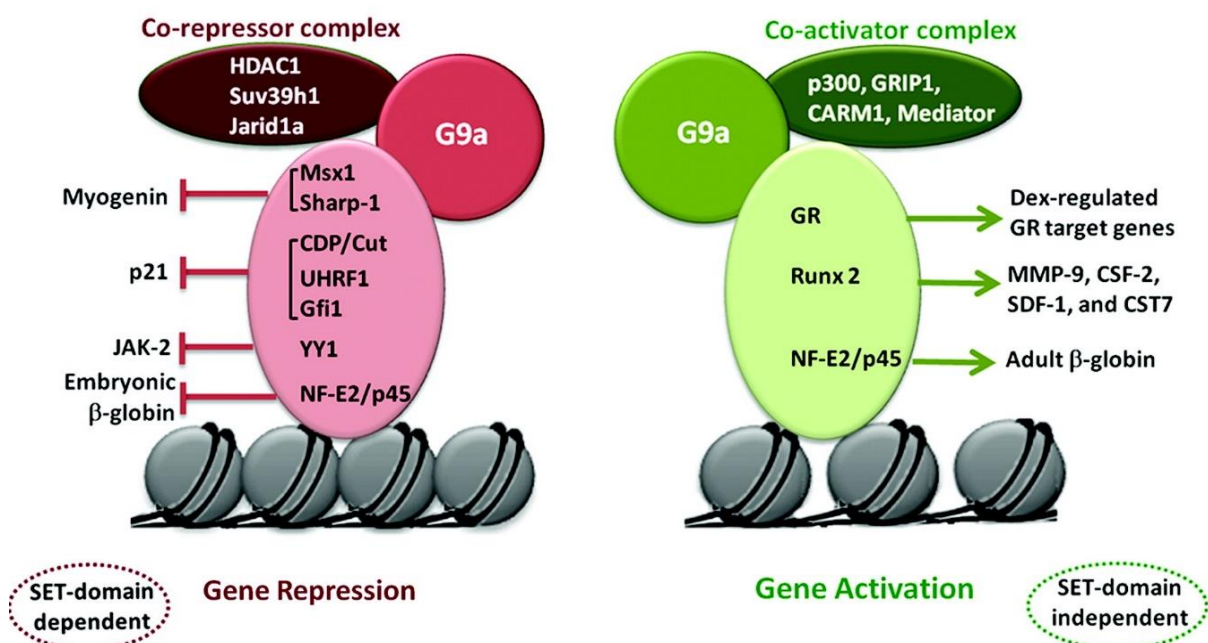 Co-repressor complex
HDAC1
Suv39h1
Jarid1a
G9a
Myogenin
Msx1
Sharp-1
p21
CDP/Cut
UHRF1
Gfi1
JAK-2
YY1
Embryonic
β-globin
NF-E2/p45
SET-domain
dependent
Gene Repression
Co-activator complex
G9a
p300, GRIP1,
CARM1, Mediator
GR
Dex-regulated
GR target genes
Runx 2
MMP-9, CSF-2,
SDF-1, and CST7
NF-E2/p45
Adult β-globin
Gene Activation
SET-domain
independent